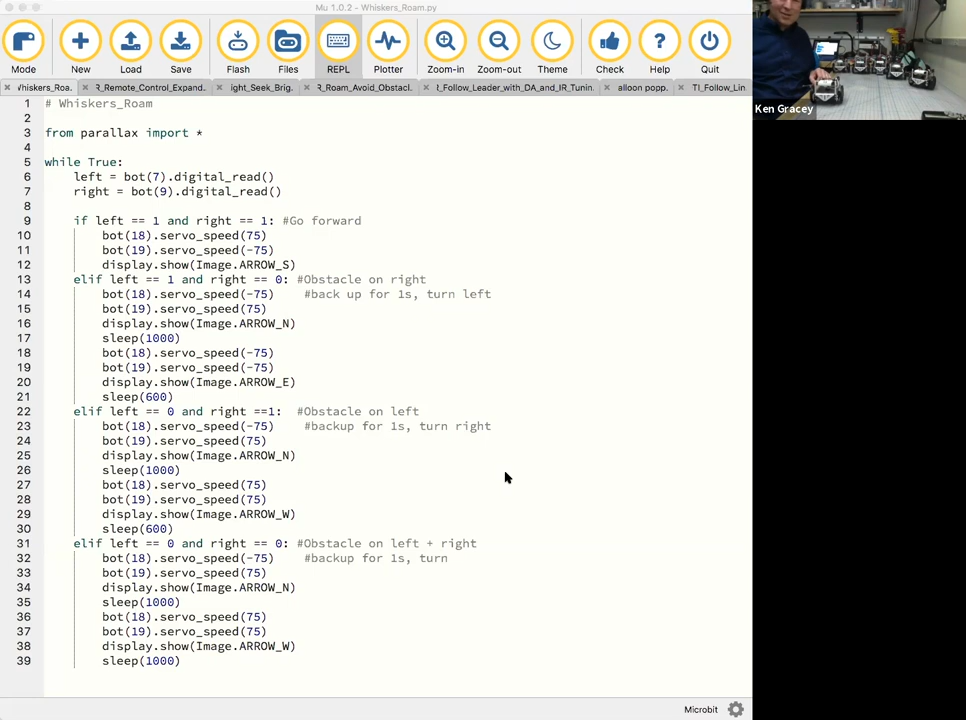 Mu 1.0.2 - Whiskers_Roam.py
Mode New Load Save Flash Files REPL Plotter Zoom-in Zoom-out Theme Check Help Quit
Whiskers_Roa. R_Remote_Control_Expand.. ight_Seek_Brig. R_Roam_Avoid_Obstacl. _Follow_Leader_with_DA_and_IR_Tunin. alloon popp. TI_Follow_Lin
1 # Whiskers_Roam
2
3 from parallax import *
4
5 while True:
6 left = bot(7).digital_read()
7 right = bot(9).digital_read()
8
9 if left == 1 and right == 1: #Go forward
10 bot(18).servo_speed(75)
11 bot(19).servo_speed(-75)
12 display.show(Image.ARROW_S)
13 elif left == 1 and right == 0: #Obstacle on right
14 bot(18).servo_speed(-75) #back up for 1s, turn left
15 bot(19).servo_speed(75)
16 display.show(Image.ARROW_N)
17 sleep(1000)
18 bot(18).servo_speed(-75)
19 bot(19).servo_speed(-75)
20 display.show(Image.ARROW_E)
21 sleep(600)
22 elif left == 0 and right ==1: #Obstacle on left
23 bot(18).servo_speed(-75) #backup for 1s, turn right
24 bot(19).servo_speed(75)
25 display.show(Image.ARROW_N)
26 sleep(1000)
27 bot(18).servo_speed(75)
28 bot(19).servo_speed(75)
29 display.show(Image.ARROW_W)
30 sleep(600)
31 elif left == 0 and right == 0: #Obstacle on left + right
32 bot(18).servo_speed(-75) #backup for 1s, turn
33 bot(19).servo_speed(75)
34 display.show(Image.ARROW_N)
35 sleep(1000)
36 bot(18).servo_speed(75)
37 bot(19).servo_speed(75)
38 display.show(Image.ARROW_W)
39 sleep(1000)
Microbit
Ken Gracey